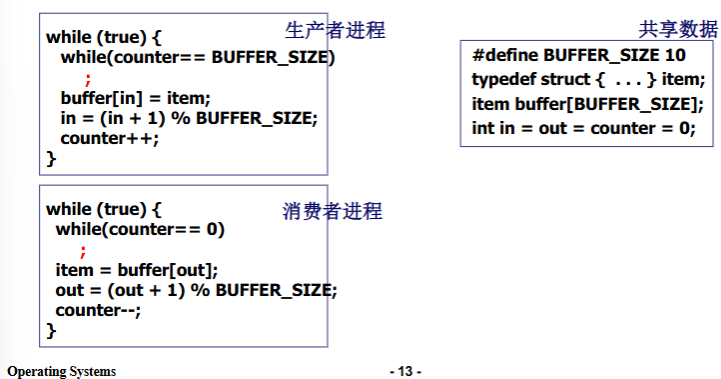 生产者进程
while (true) {
while(counter== BUFFER_SIZE)
;
buffer[in] = item;
in = (in + 1) % BUFFER_SIZE;
counter++;
}
共享数据
#define BUFFER_SIZE 10
typedef struct { . . . } item;
item buffer[BUFFER_SIZE];
int in = out = counter = 0;
消费者进程
while (true) {
while(counter== 0)
;
item = buffer[out];
out = (out + 1) % BUFFER_SIZE;
counter--;
}
Operating Systems
- 13 -